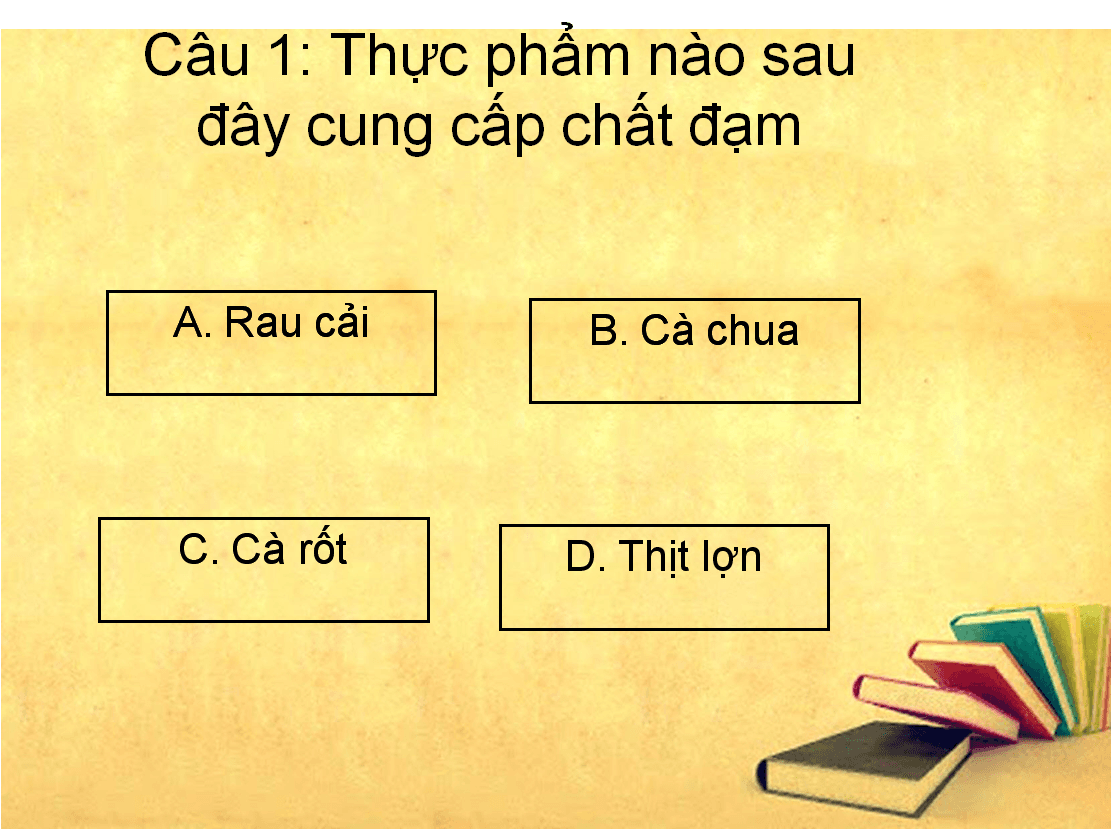 Câu 1: Thực phẩm nào sau
đây cung cấp chất đạm
A. Rau cải
B. Cà chua
C. Cà rốt
D. Thịt lợn